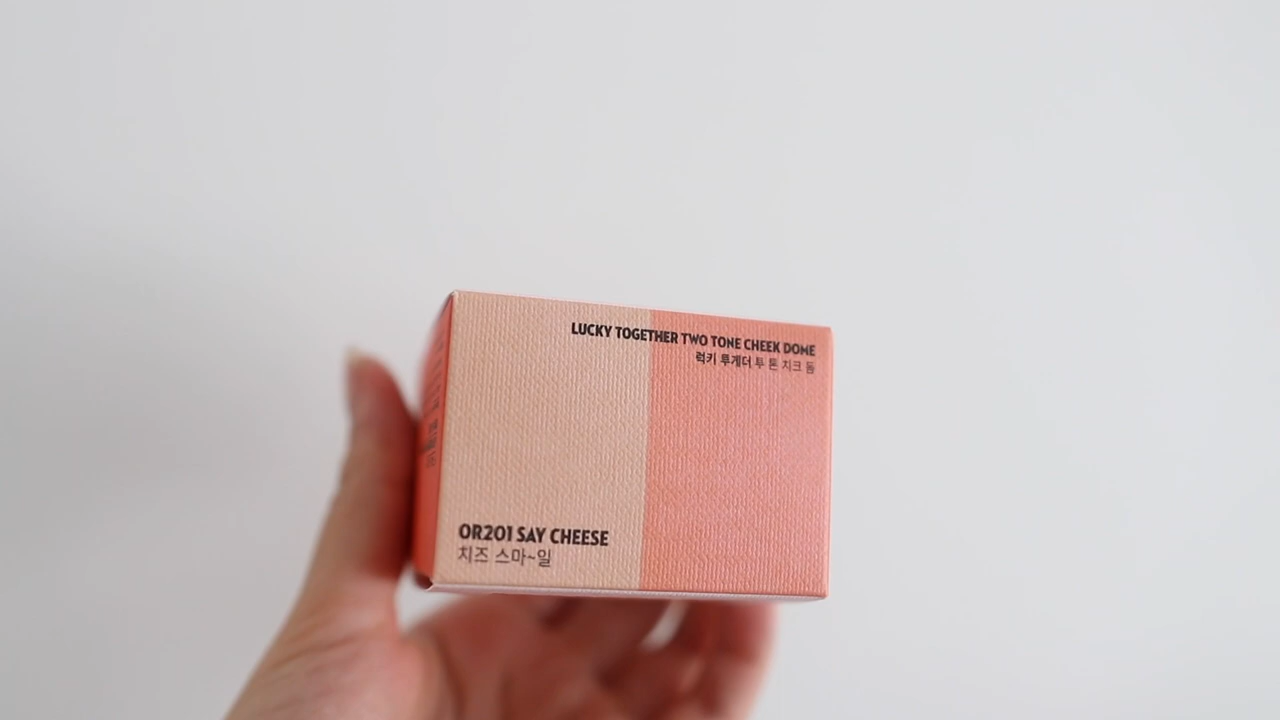 LUCKY TOGETHER TWO TONE CHEEK DOME
럭키 투게더 투 톤 치크 돔
OR201 SAY CHEESE
치즈 스마~일